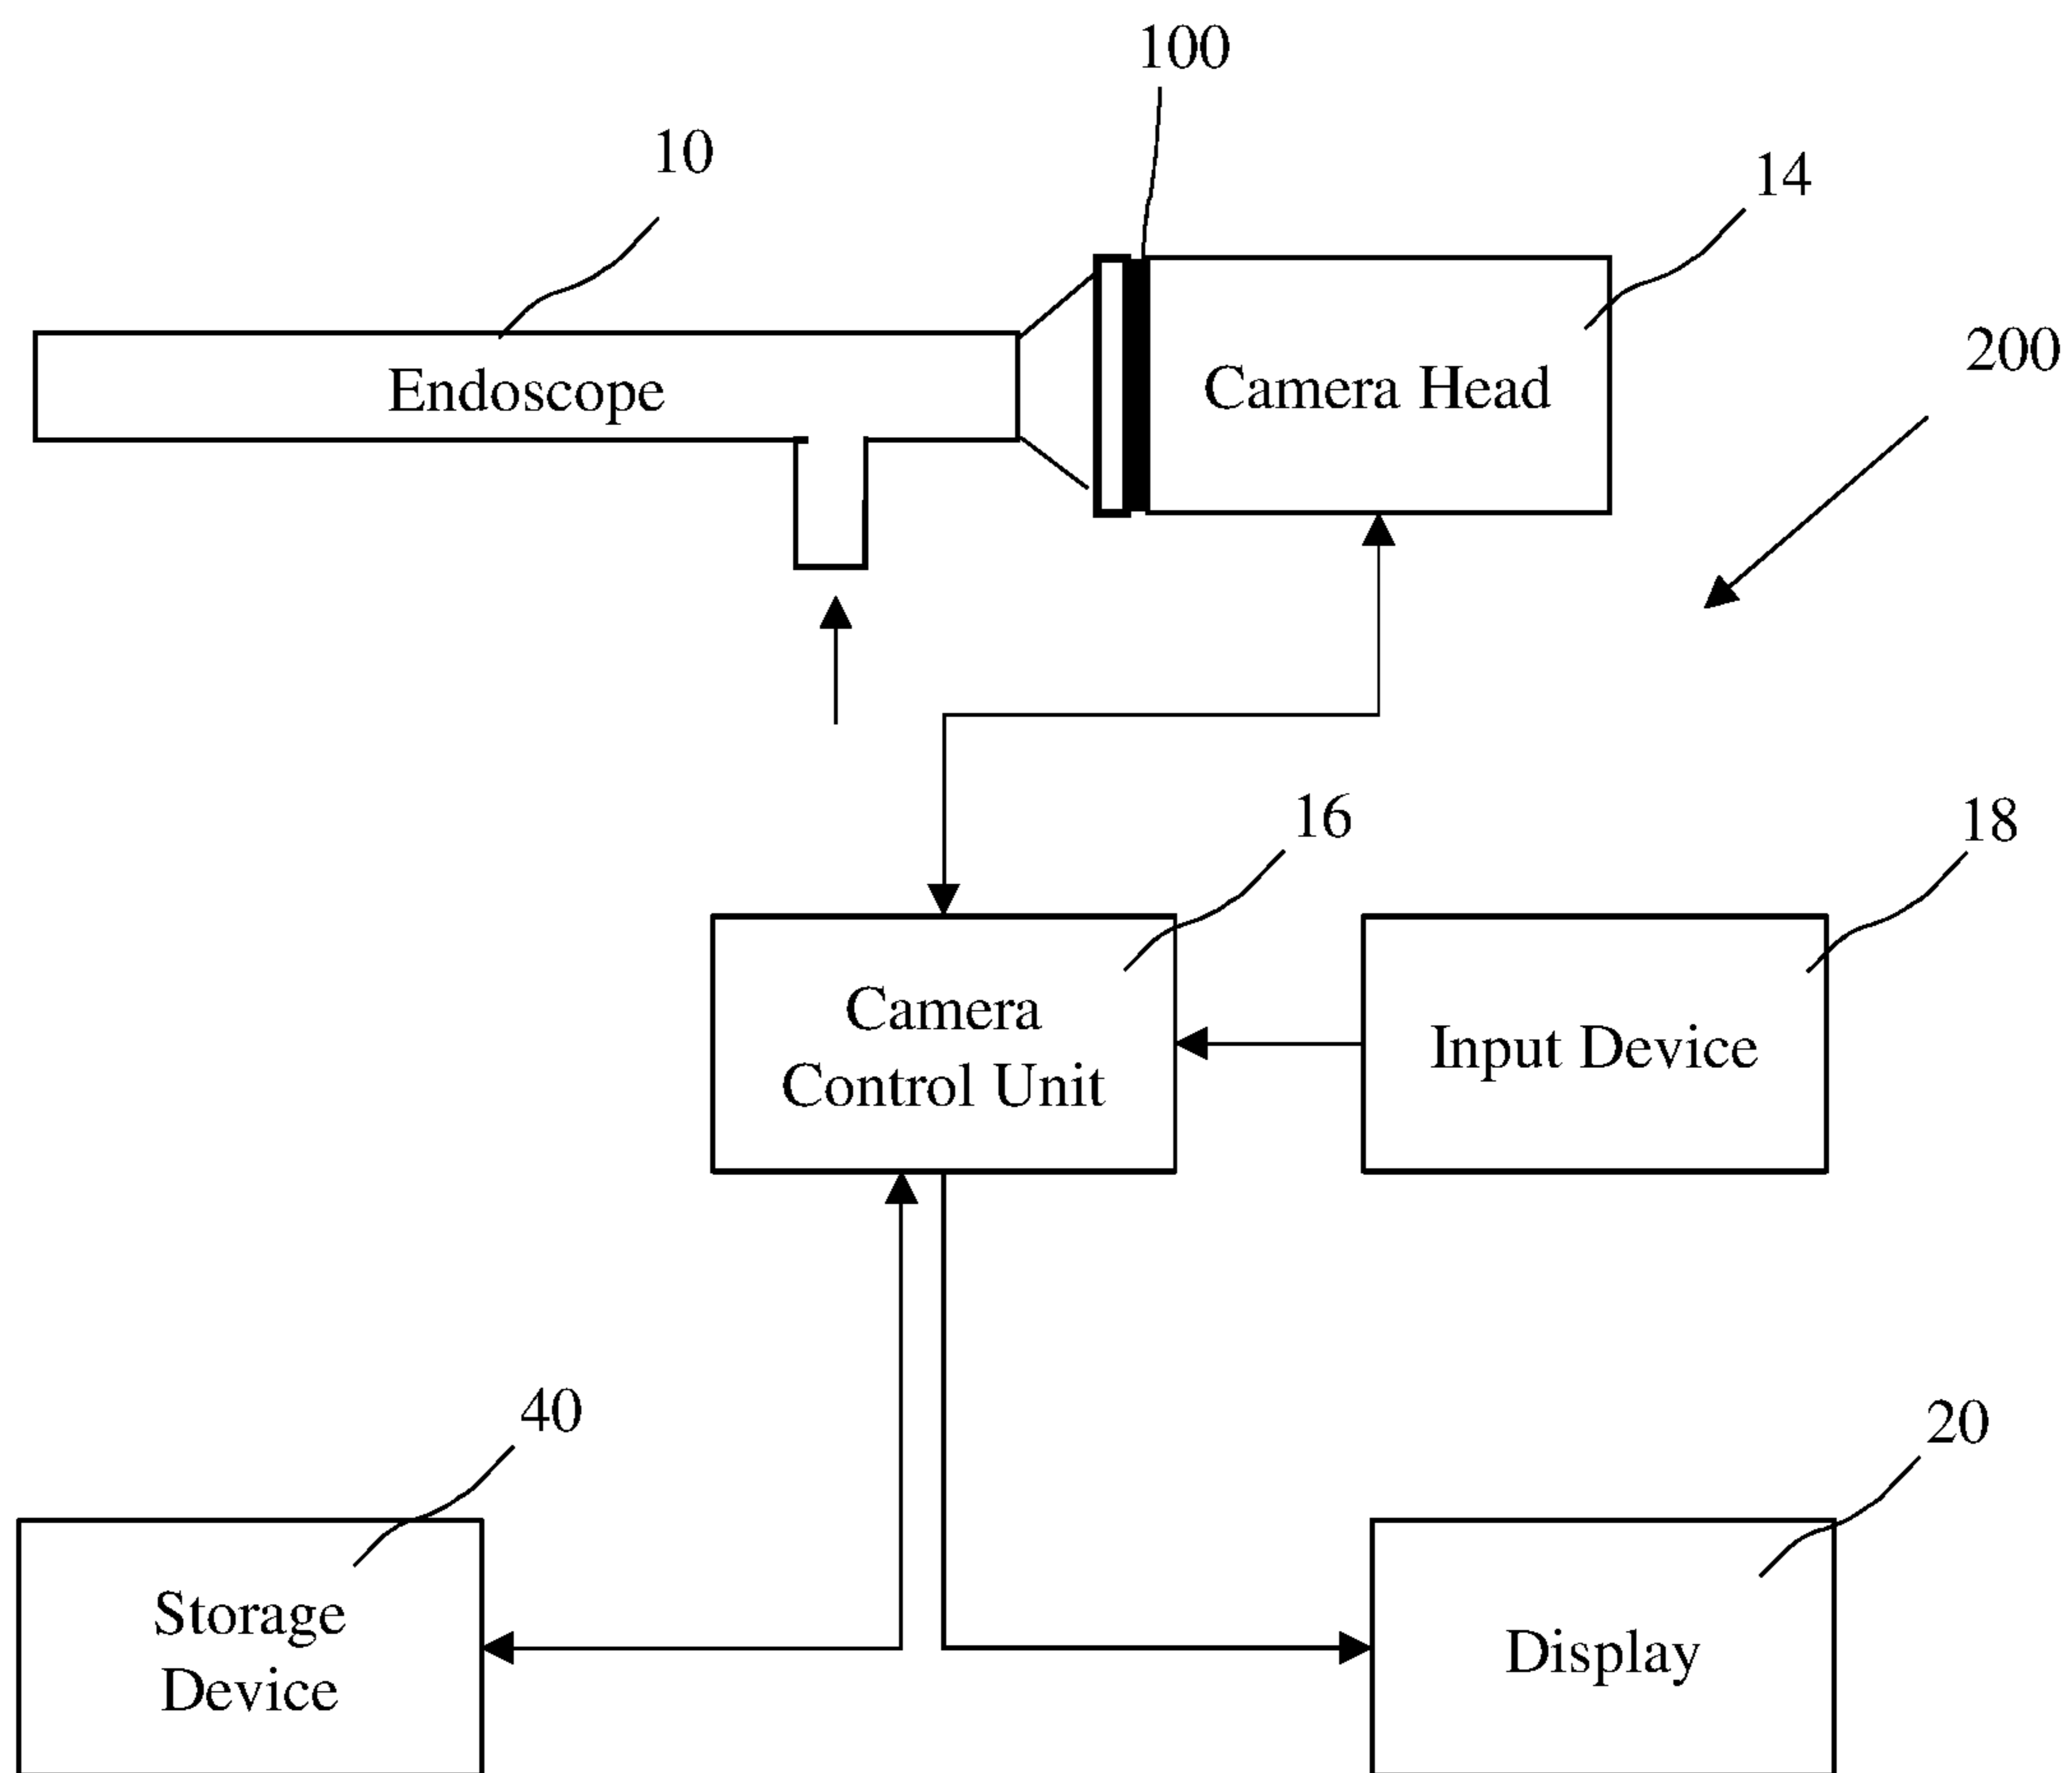 100
10
14
200
Endoscope
Camera Head
16
18
Camera
Control Unit
Input Device
40
20
Storage
Device
Display